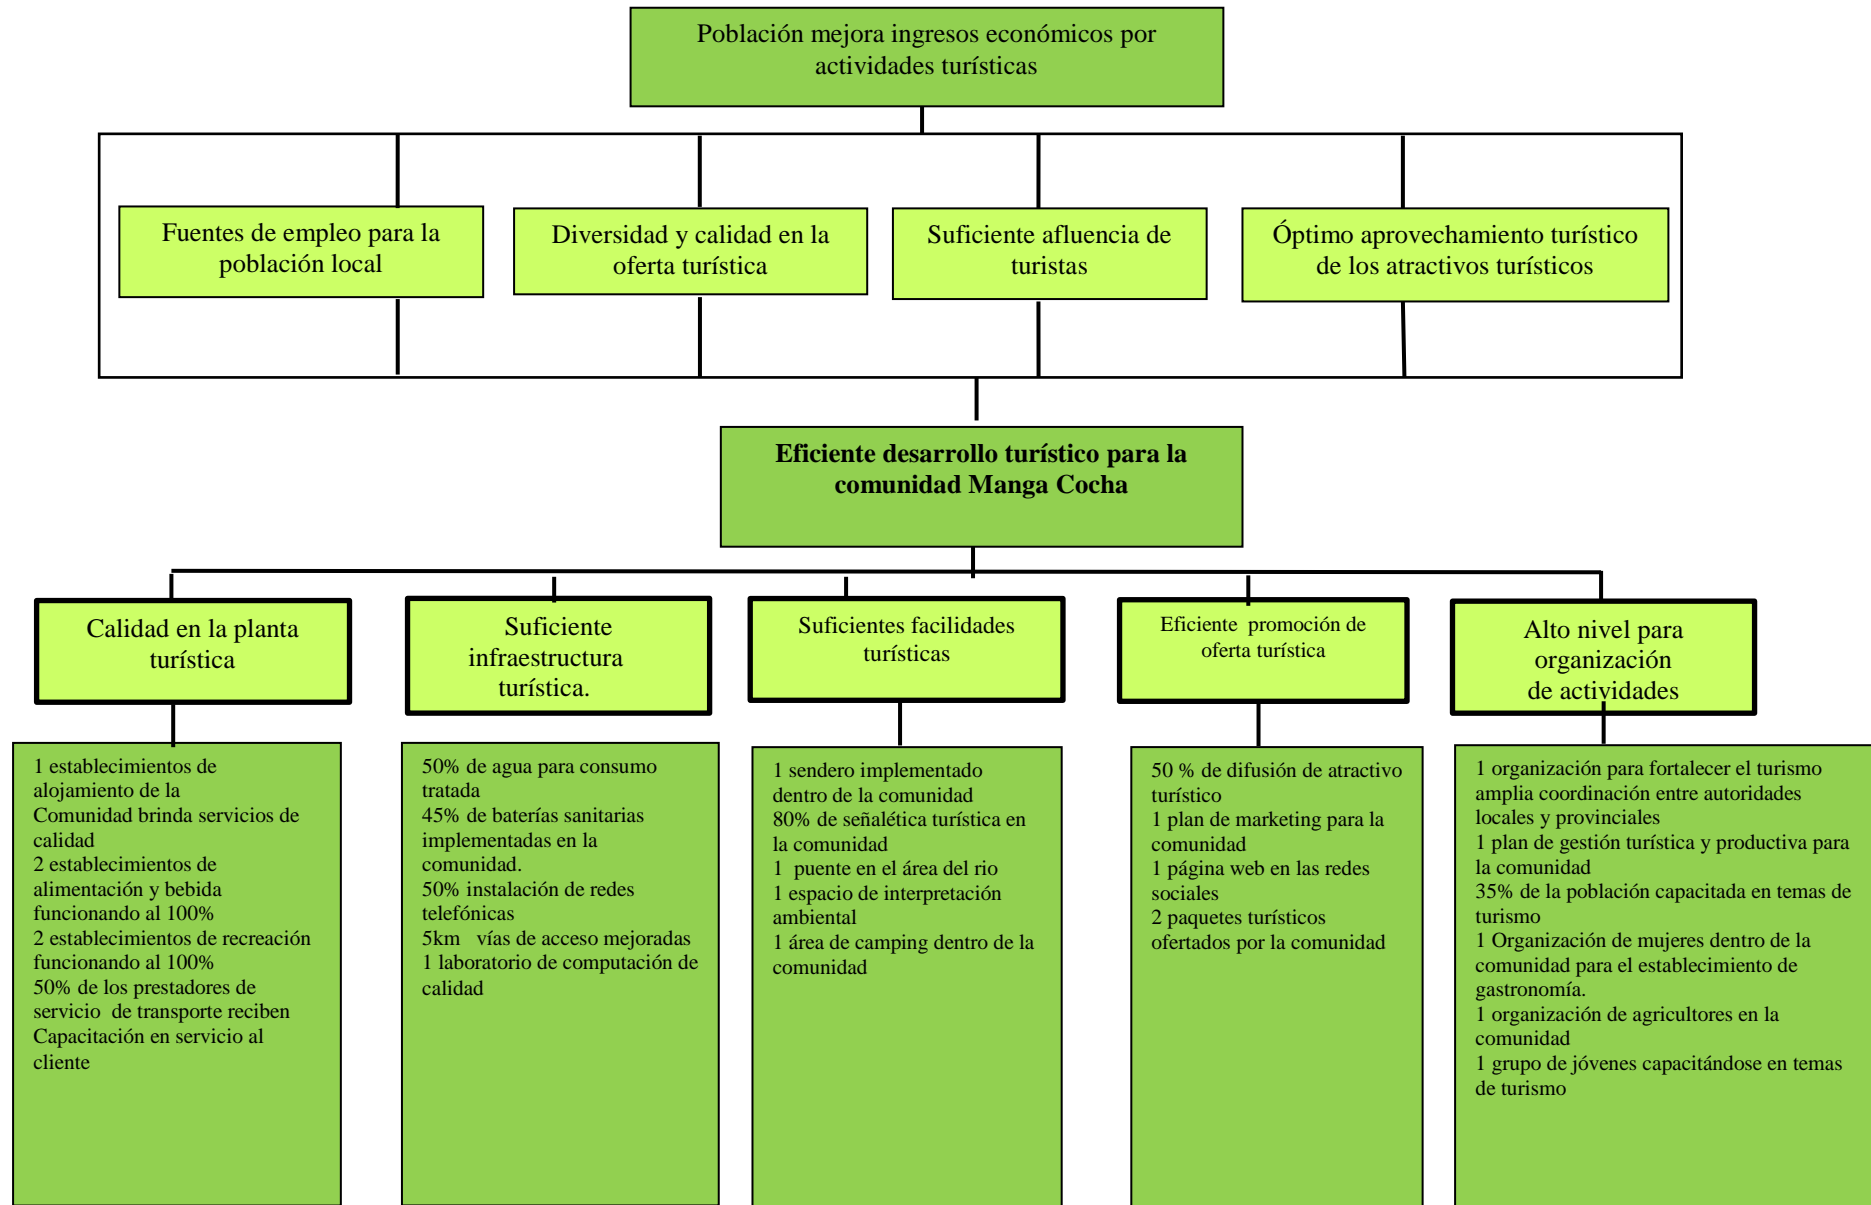 Población mejora ingresos económicos por
actividades turísticas
Fuentes de empleo para la
población local
Diversidad y calidad en la
oferta turística
Suficiente afluencia de
turistas
Óptimo aprovechamiento turístico
de los atractivos turísticos
Eficiente desarrollo turístico para la
comunidad Manga Cocha
Calidad en la planta
turística
Suficiente
infraestructura
turística.
Suficientes facilidades
turísticas
Eficiente promoción de
oferta turística
Alto nivel para
organización
de actividades
1 establecimientos de
alojamiento de la
Comunidad brinda servicios de
calidad
2 establecimientos de
alimentación y bebida
funcionando al 100%
2 establecimientos de recreación
funcionando al 100%
50% de los prestadores de
servicio de transporte reciben
Capacitación en servicio al
cliente
50% de agua para consumo
tratada
45% de baterías sanitarias
implementadas en la
comunidad.
50% instalación de redes
telefónicas
5km vías de acceso mejoradas
1 laboratorio de computación de
calidad
1 sendero implementado
dentro de la comunidad
80% de señalética turística en
la comunidad
1 puente en el área del rio
1 espacio de interpretación
ambiental
1 área de camping dentro de la
comunidad
50 % de difusión de atractivo
turístico
1 plan de marketing para la
comunidad
1 página web en las redes
sociales
2 paquetes turísticos
ofertados por la comunidad
1 organización para fortalecer el turismo
amplia coordinación entre autoridades
locales y provinciales
1 plan de gestión turística y productiva para
la comunidad
35% de la población capacitada en temas de
turismo
1 Organización de mujeres dentro de la
comunidad para el establecimiento de
gastronomía.
1 organización de agricultores en la
comunidad
1 grupo de jóvenes capacitándose en temas
de turismo